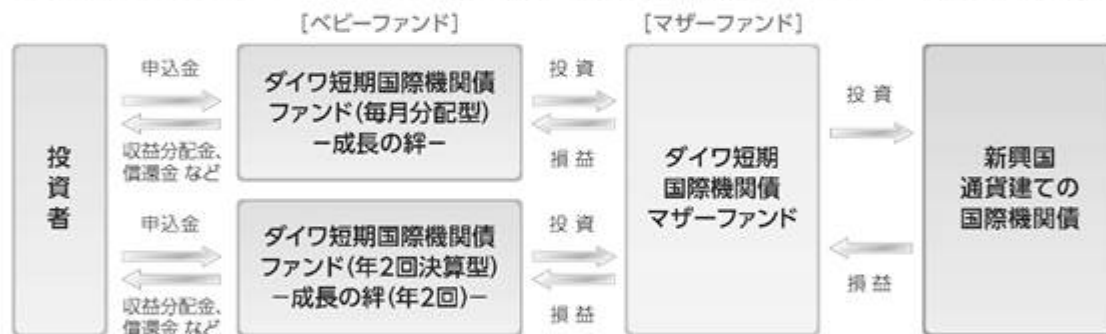 [ベビーファンド]
[マザーファンド]
投資者
申込金
収益分配金、
償還金 など
ダイワ短期国際機関債
ファンド(毎月分配型)
−成長の絆−
投 資
損 益
申込金
収益分配金、
償還金 など
ダイワ短期国際機関債
ファンド(年2回決算型)
−成長の絆(年2回)−
投 資
損 益
ダイワ短期
国際機関債
マザーファンド
投 資
損 益
新興国
通貨建ての
国際機関債